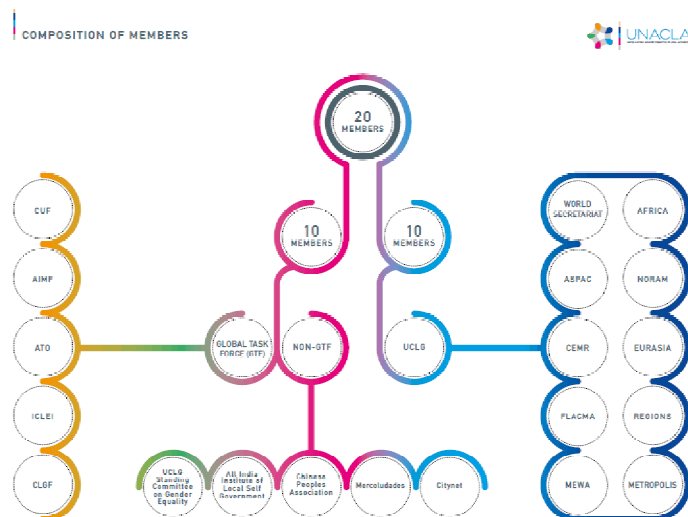 COMPOSITION OF MEMBERS
UNACLA
20
MEMBERS
10
MEMBERS
10
MEMBERS
CUF
AIMF
ATO
ICLEI
CLGF
GLOBAL TASK
FORCE (GTF)
NON-GTF
UCLG
WORLD
SECRETARIAT
AFRICA
ASPAC
NORAM
CEMR
EURASIA
FLACMA
REGIONS
MEWA
METROPOLIS
UCLG
Standing
Committee
on Gender
Equality
All India
Institute of
Local Self
Government
Chinese
Peoples
Association
Mercoludades
Citynet